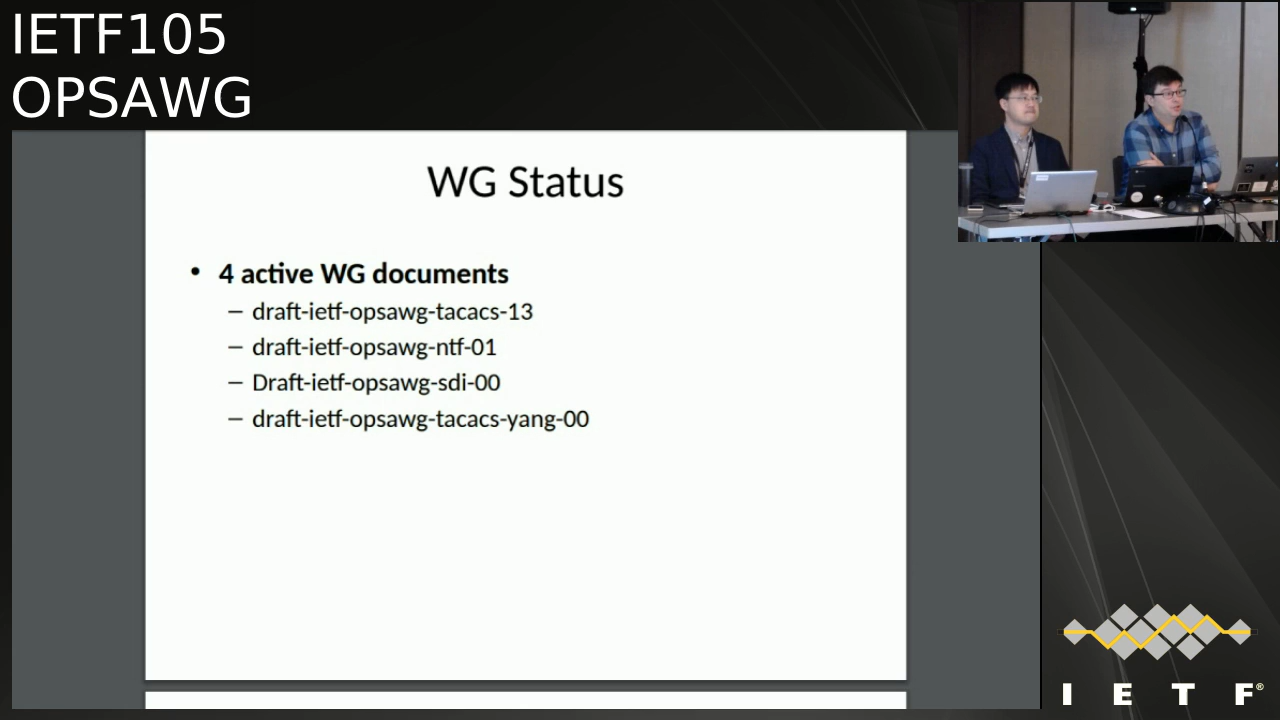 IETF105
OPSAWG
WG Status
• 4 active WG documents
– draft-ietf-opsawg-tacacs-13
– draft-ietf-opsawg-ntf-01
– Draft-ietf-opsawg-sdi-00
– draft-ietf-opsawg-tacacs-yang-00
I E T F®